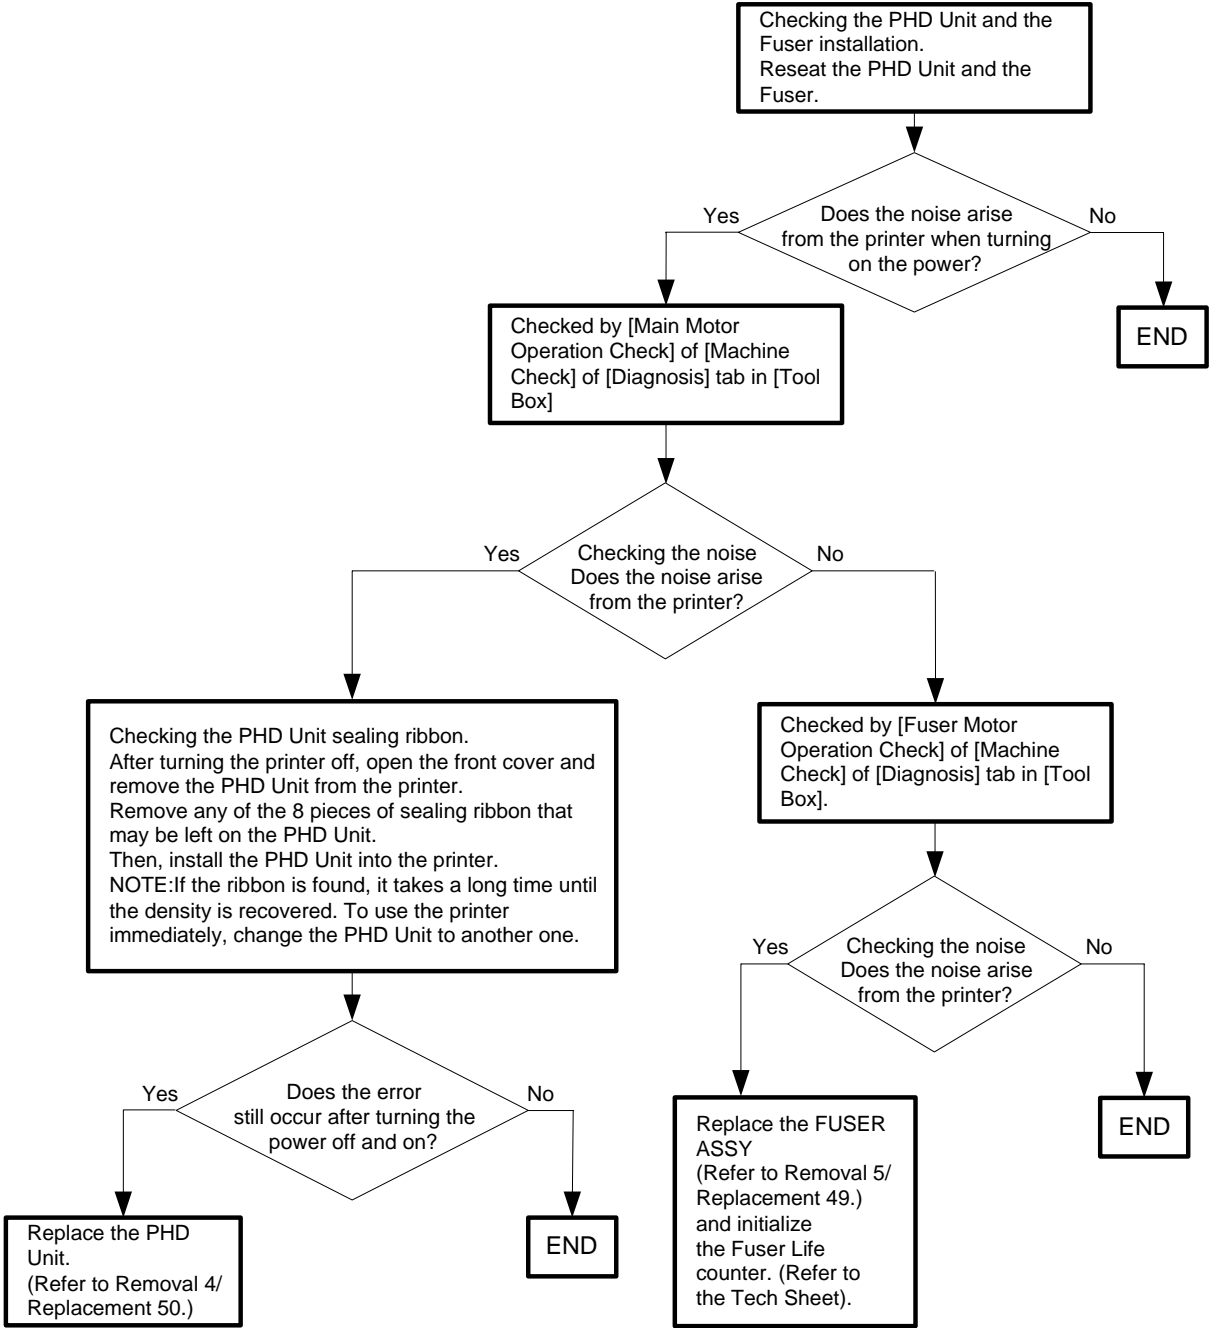 Checking the PHD Unit and the
Fuser installation.
Reseat the PHD Unit and the
Fuser.
Yes
Does the noise arise
from the printer when turning
on the power?
No
END
Checked by [Main Motor
Operation Check] of [Machine
Check] of [Diagnosis] tab in [Tool
Box]
Yes
Checking the noise
Does the noise arise
from the printer?
No
Checking the PHD Unit sealing ribbon.
After turning the printer off, open the front cover and
remove the PHD Unit from the printer.
Remove any of the 8 pieces of sealing ribbon that
may be left on the PHD Unit.
Then, install the PHD Unit into the printer.
NOTE:If the ribbon is found, it takes a long time until
the density is recovered. To use the printer
immediately, change the PHD Unit to another one.
Checked by [Fuser Motor
Operation Check] of [Machine
Check] of [Diagnosis] tab in [Tool
Box].
Yes
Checking the noise
Does the noise arise
from the printer?
No
Yes
Does the error
still occur after turning the
power off and on?
No
Replace the FUSER
ASSY
(Refer to Removal 5/
Replacement 49.)
and initialize
the Fuser Life
counter. (Refer to
the Tech Sheet).
END
Replace the PHD
Unit.
(Refer to Removal 4/
Replacement 50.)
END